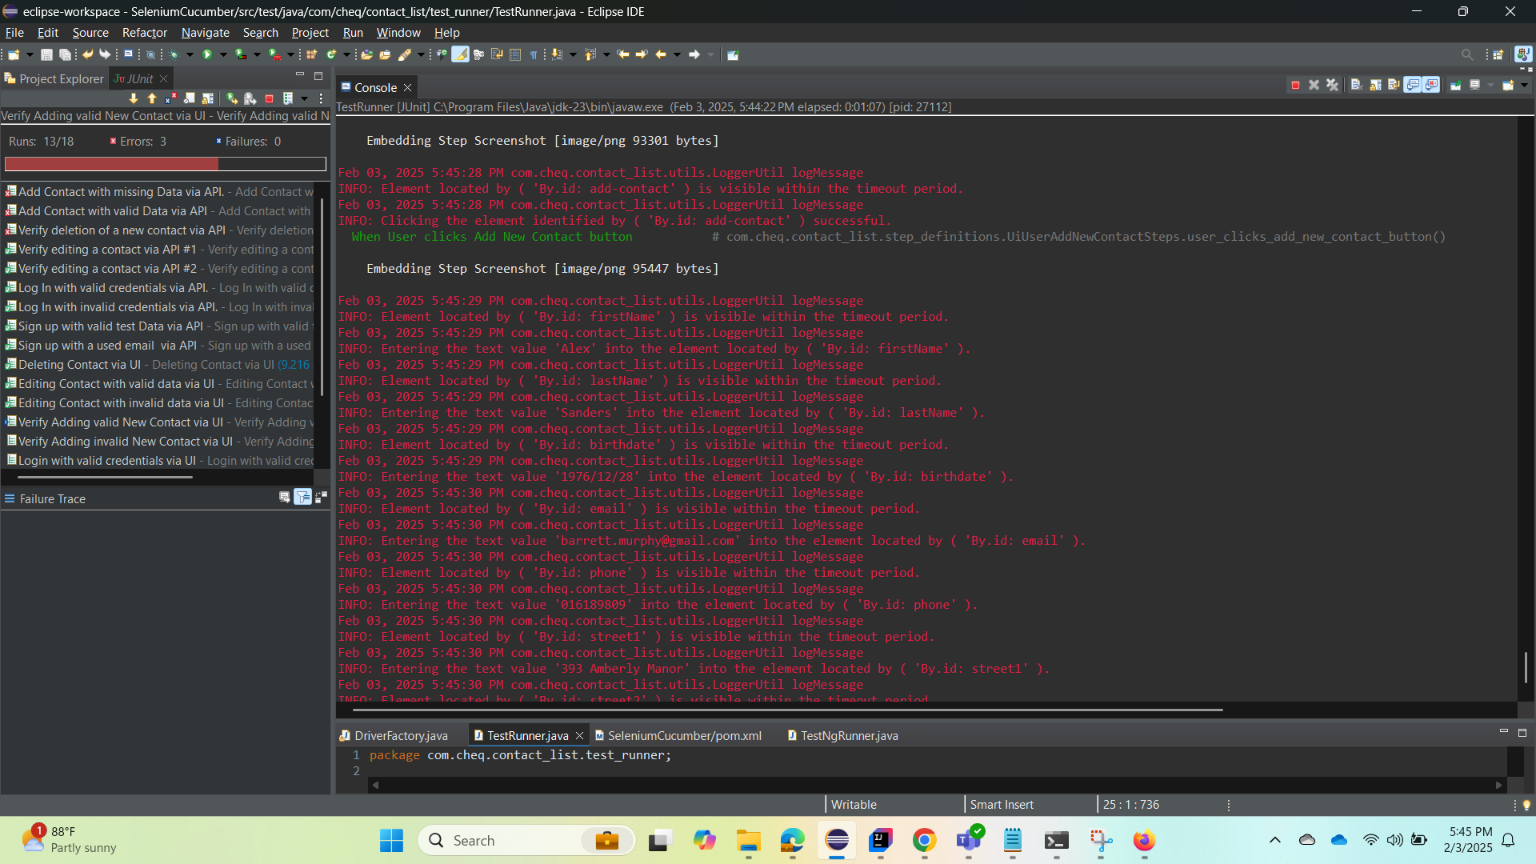 eclipse-workspace - SeleniumCucumber/src/test/java/com/cheq/contact_list/test_runner/TestRunner.java - Eclipse IDE
File Edit Source Refactor Navigate Search Project Run Window Help
Project Explorer
JUnit
Verify Adding valid New Contact via UI - Verify Adding valid N
Runs: 13/18
Errors: 3
Failures: 0
Add Contact with missing Data via API. - Add Contact w
Add Contact with valid Data via API - Add Contact with
Verify deletion of a new contact via API - Verify deletion
Verify editing a contact via API #1 - Verify editing a cont
Verify editing a contact via API #2 - Verify editing a cont
Log In with valid credentials via API. - Log In with valid c
Log In with invalid credentials via API. - Log In with inva
Sign up with valid test Data via API - Sign up with valid
Sign up with a used email  via API - Sign up with a used
Deleting Contact via UI - Deleting Contact via UI (9.216
Editing Contact with valid data via UI - Editing Contact
Editing Contact with invalid data via UI - Editing Contac
Verify Adding valid New Contact via UI - Verify Adding v
Verify Adding invalid New Contact via UI - Verify Adding
Login with valid credentials via UI - Login with valid cre
Failure Trace
Console
TestRunner [JUnit] C:\Program Files\Java\jdk-23\bin\javaw.exe (Feb 3, 2025, 5:44:22 PM elapsed: 0:01:07) [pid: 27112]
Embedding Step Screenshot [image/png 93301 bytes]
Feb 03, 2025 5:45:28 PM com.cheq.contact_list.utils.LoggerUtil logMessage
INFO: Element located by ( 'By.id: add-contact' ) is visible within the timeout period.
Feb 03, 2025 5:45:28 PM com.cheq.contact_list.utils.LoggerUtil logMessage
INFO: Clicking the element identified by ( 'By.id: add-contact' ) successful.
When User clicks Add New Contact button # com.cheq.contact_list.step_definitions.UiUserAddNewContactSteps.user_clicks_add_new_contact_button()
Embedding Step Screenshot [image/png 95447 bytes]
Feb 03, 2025 5:45:29 PM com.cheq.contact_list.utils.LoggerUtil logMessage
INFO: Element located by ( 'By.id: firstName' ) is visible within the timeout period.
Feb 03, 2025 5:45:29 PM com.cheq.contact_list.utils.LoggerUtil logMessage
INFO: Entering the text value 'Alex' into the element located by ( 'By.id: firstName' ).
Feb 03, 2025 5:45:29 PM com.cheq.contact_list.utils.LoggerUtil logMessage
INFO: Element located by ( 'By.id: lastName' ) is visible within the timeout period.
Feb 03, 2025 5:45:29 PM com.cheq.contact_list.utils.LoggerUtil logMessage
INFO: Entering the text value 'Sanders' into the element located by ( 'By.id: lastName' ).
Feb 03, 2025 5:45:29 PM com.cheq.contact_list.utils.LoggerUtil logMessage
INFO: Element located by ( 'By.id: birthdate' ) is visible within the timeout period.
Feb 03, 2025 5:45:29 PM com.cheq.contact_list.utils.LoggerUtil logMessage
INFO: Entering the text value '1976/12/28' into the element located by ( 'By.id: birthdate' ).
Feb 03, 2025 5:45:30 PM com.cheq.contact_list.utils.LoggerUtil logMessage
INFO: Element located by ( 'By.id: email' ) is visible within the timeout period.
Feb 03, 2025 5:45:30 PM com.cheq.contact_list.utils.LoggerUtil logMessage
INFO: Entering the text value 'barrett.murphy@gmail.com' into the element located by ( 'By.id: email' ).
Feb 03, 2025 5:45:30 PM com.cheq.contact_list.utils.LoggerUtil logMessage
INFO: Element located by ( 'By.id: phone' ) is visible within the timeout period.
Feb 03, 2025 5:45:30 PM com.cheq.contact_list.utils.LoggerUtil logMessage
INFO: Entering the text value '016189809' into the element located by ( 'By.id: phone' ).
Feb 03, 2025 5:45:30 PM com.cheq.contact_list.utils.LoggerUtil logMessage
INFO: Element located by ( 'By.id: street1' ) is visible within the timeout period.
Feb 03, 2025 5:45:30 PM com.cheq.contact_list.utils.LoggerUtil logMessage
INFO: Entering the text value '393 Amberly Manor' into the element located by ( 'By.id: street1' ).
Feb 03, 2025 5:45:30 PM com.cheq.contact_list.utils.LoggerUtil logMessage
INFO: Element located by ( 'By.id: street2' ) is visible within the timeout period.
DriverFactory.java
TestRunner.java
SeleniumCucumber/pom.xml
TestNgRunner.java
1 package com.cheq.contact_list.test_runner;
2
Writable
Smart Insert
25 : 1 : 736
1
88°F
Partly sunny
Search
5:45 PM
2/3/2025